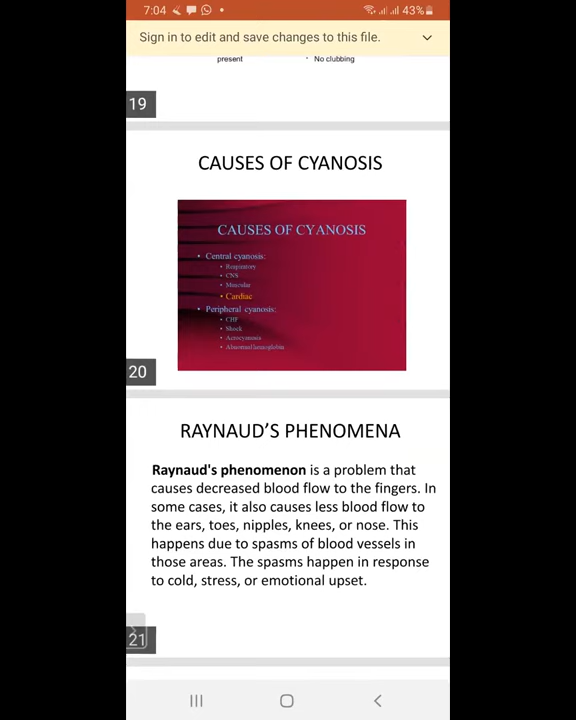 7:04
43%
Sign in to edit and save changes to this file.
present
· No clubbing
19
CAUSES OF CYANOSIS
CAUSES OF CYANOSIS
• Central cyanosis:
• Respiratory
• CNS
• Muscular
• Cardiac
• Peripheral cyanosis:
• CHF
• Shock
• Acrocyanosis
• Abnormal haemoglobin
20
RAYNAUD'S PHENOMENA
Raynaud's phenomenon is a problem that
causes decreased blood flow to the fingers. In
some cases, it also causes less blood flow to
the ears, toes, nipples, knees, or nose. This
happens due to spasms of blood vessels in
those areas. The spasms happen in response
to cold, stress, or emotional upset.
21